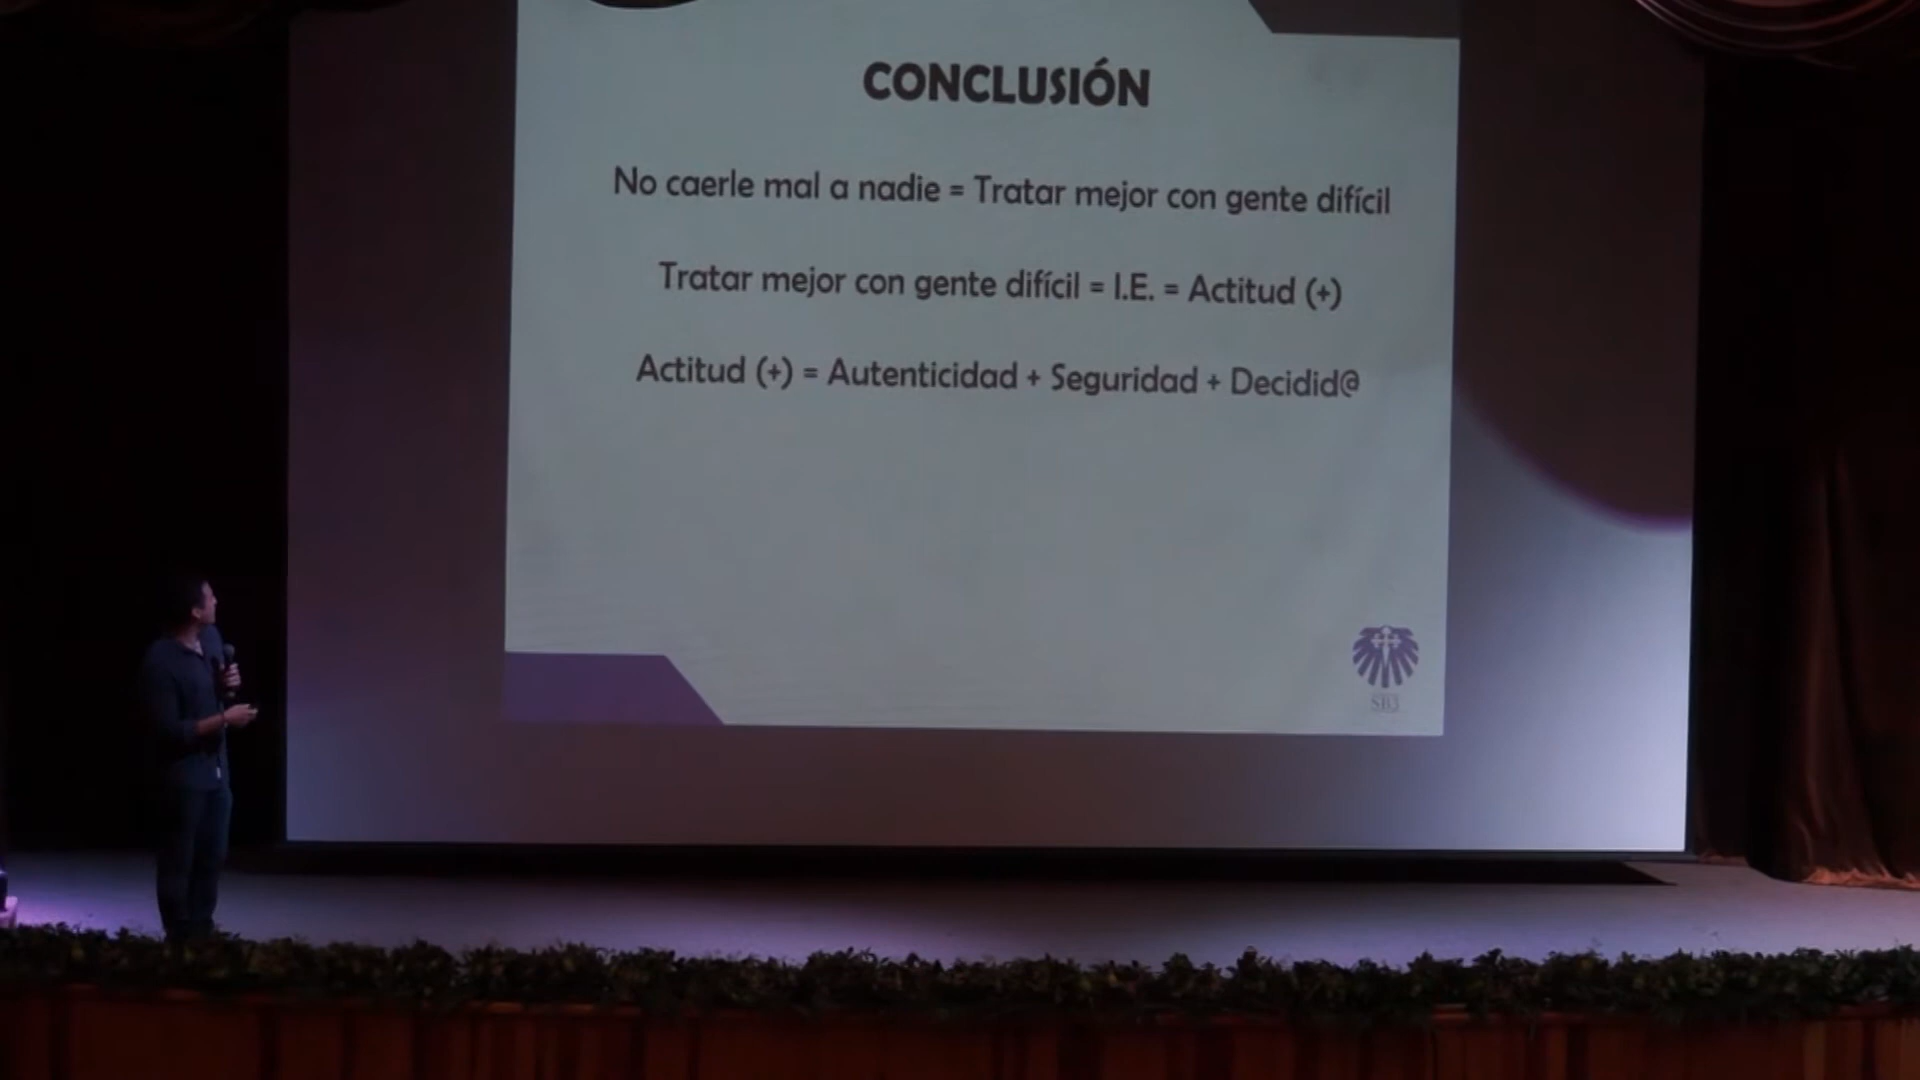 CONCLUSIÓN
No caerle mal a nadie = Tratar mejor con gente difícil
Tratar mejor con gente difícil = I.E. = Actitud (+)
Actitud (+) = Autenticidad + Seguridad + Decidid@
SB3